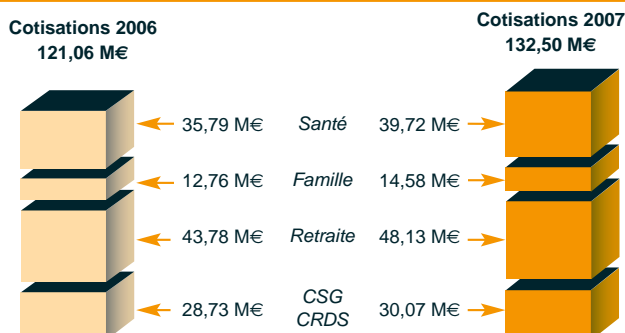 Cotisations 2006
121,06 M€
Cotisations 2007
132,50 M€
35,79 M€ Santé 39,72 M€
12,76 M€ Famille 14,58 M€
43,78 M€ Retraite 48,13 M€
28,73 M€ CSG CRDS 30,07 M€